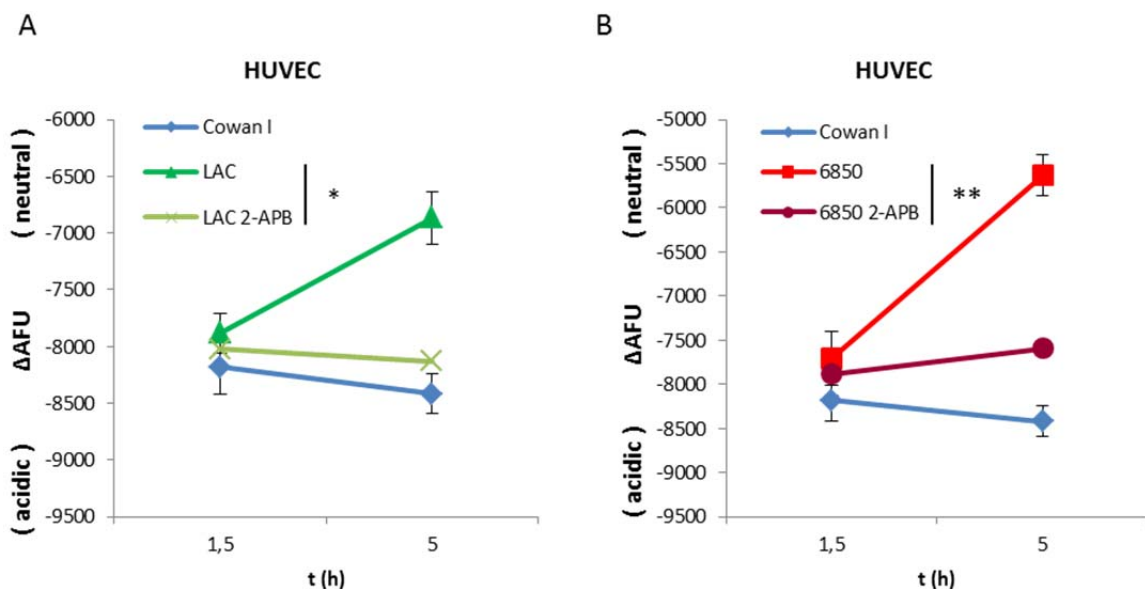 A
HUVEC
Cowan I
LAC
LAC 2-APB
*
-6000
-6500
-7000
-7500
-8000
-8500
-9000
-9500
( neutral )
ΔAFU
( acidic )
1,5
5
t (h)
B
HUVEC
Cowan I
6850
6850 2-APB
**
-5000
-5500
-6000
-6500
-7000
-7500
-8000
-8500
-9000
-9500
( neutral )
ΔAFU
( acidic )
1,5
5
t (h)